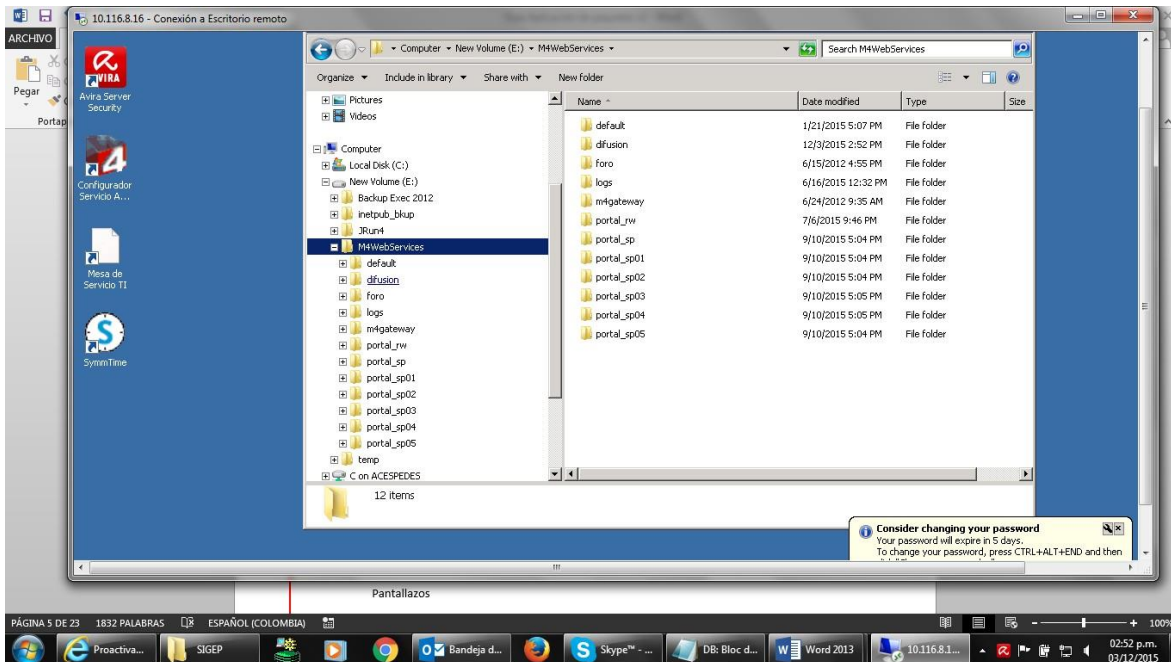 10.116.8.16 - Conexión a Escritorio remoto
ARCHIVO
Pegar
Portap
AVIRA
Avira Server
Security
Configurador
Servicio A...
Mesa de
Servicio TI
SymmTime
Computer ▾ New Volume (E:) ▾ M4WebServices ▾
Search M4WebServices
Organize ▾ Include in library ▾ Share with ▾ New folder
Pictures
Videos
Computer
Local Disk (C:)
New Volume (E:)
Backup Exec 2012
inetpub_bkup
JRun4
M4WebServices
default
difusion
foro
logs
m4gateway
portal_rw
portal_sp
portal_sp01
portal_sp02
portal_sp03
portal_sp04
portal_sp05
temp
C on ACESPEDES
Name Date modified Type Size
default 1/21/2015 5:07 PM File folder
difusion 12/3/2015 2:52 PM File folder
foro 6/15/2012 4:55 PM File folder
logs 6/16/2015 12:32 PM File folder
m4gateway 6/24/2012 9:35 AM File folder
portal_rw 7/6/2015 9:46 PM File folder
portal_sp 9/10/2015 5:04 PM File folder
portal_sp01 9/10/2015 5:04 PM File folder
portal_sp02 9/10/2015 5:04 PM File folder
portal_sp03 9/10/2015 5:05 PM File folder
portal_sp04 9/10/2015 5:05 PM File folder
portal_sp05 9/10/2015 5:04 PM File folder
12 items
Consider changing your password
Your password will expire in 5 days.
To change your password, press CTRL+ALT+END and then
Pantallazos
PÁGINA 5 DE 23 1832 PALABRAS ESPAÑOL (COLOMBIA) 100%
Proactiva... SIGEP Bandeja d... Skype™ - ... DB: Bloc d... Word 2013 10.116.8.1...
02:52 p.m.
03/12/2015